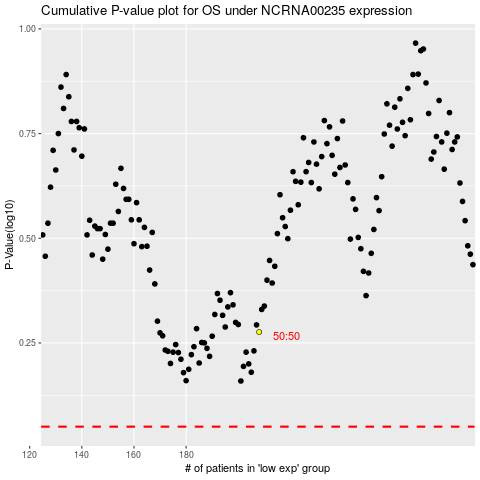 Cumulative P-value plot for OS under NCRNA00235 expression
1.00
0.75
0.50
0.25
P-Value(log10)
50:50
120 140 160 180
# of patients in 'low exp' group